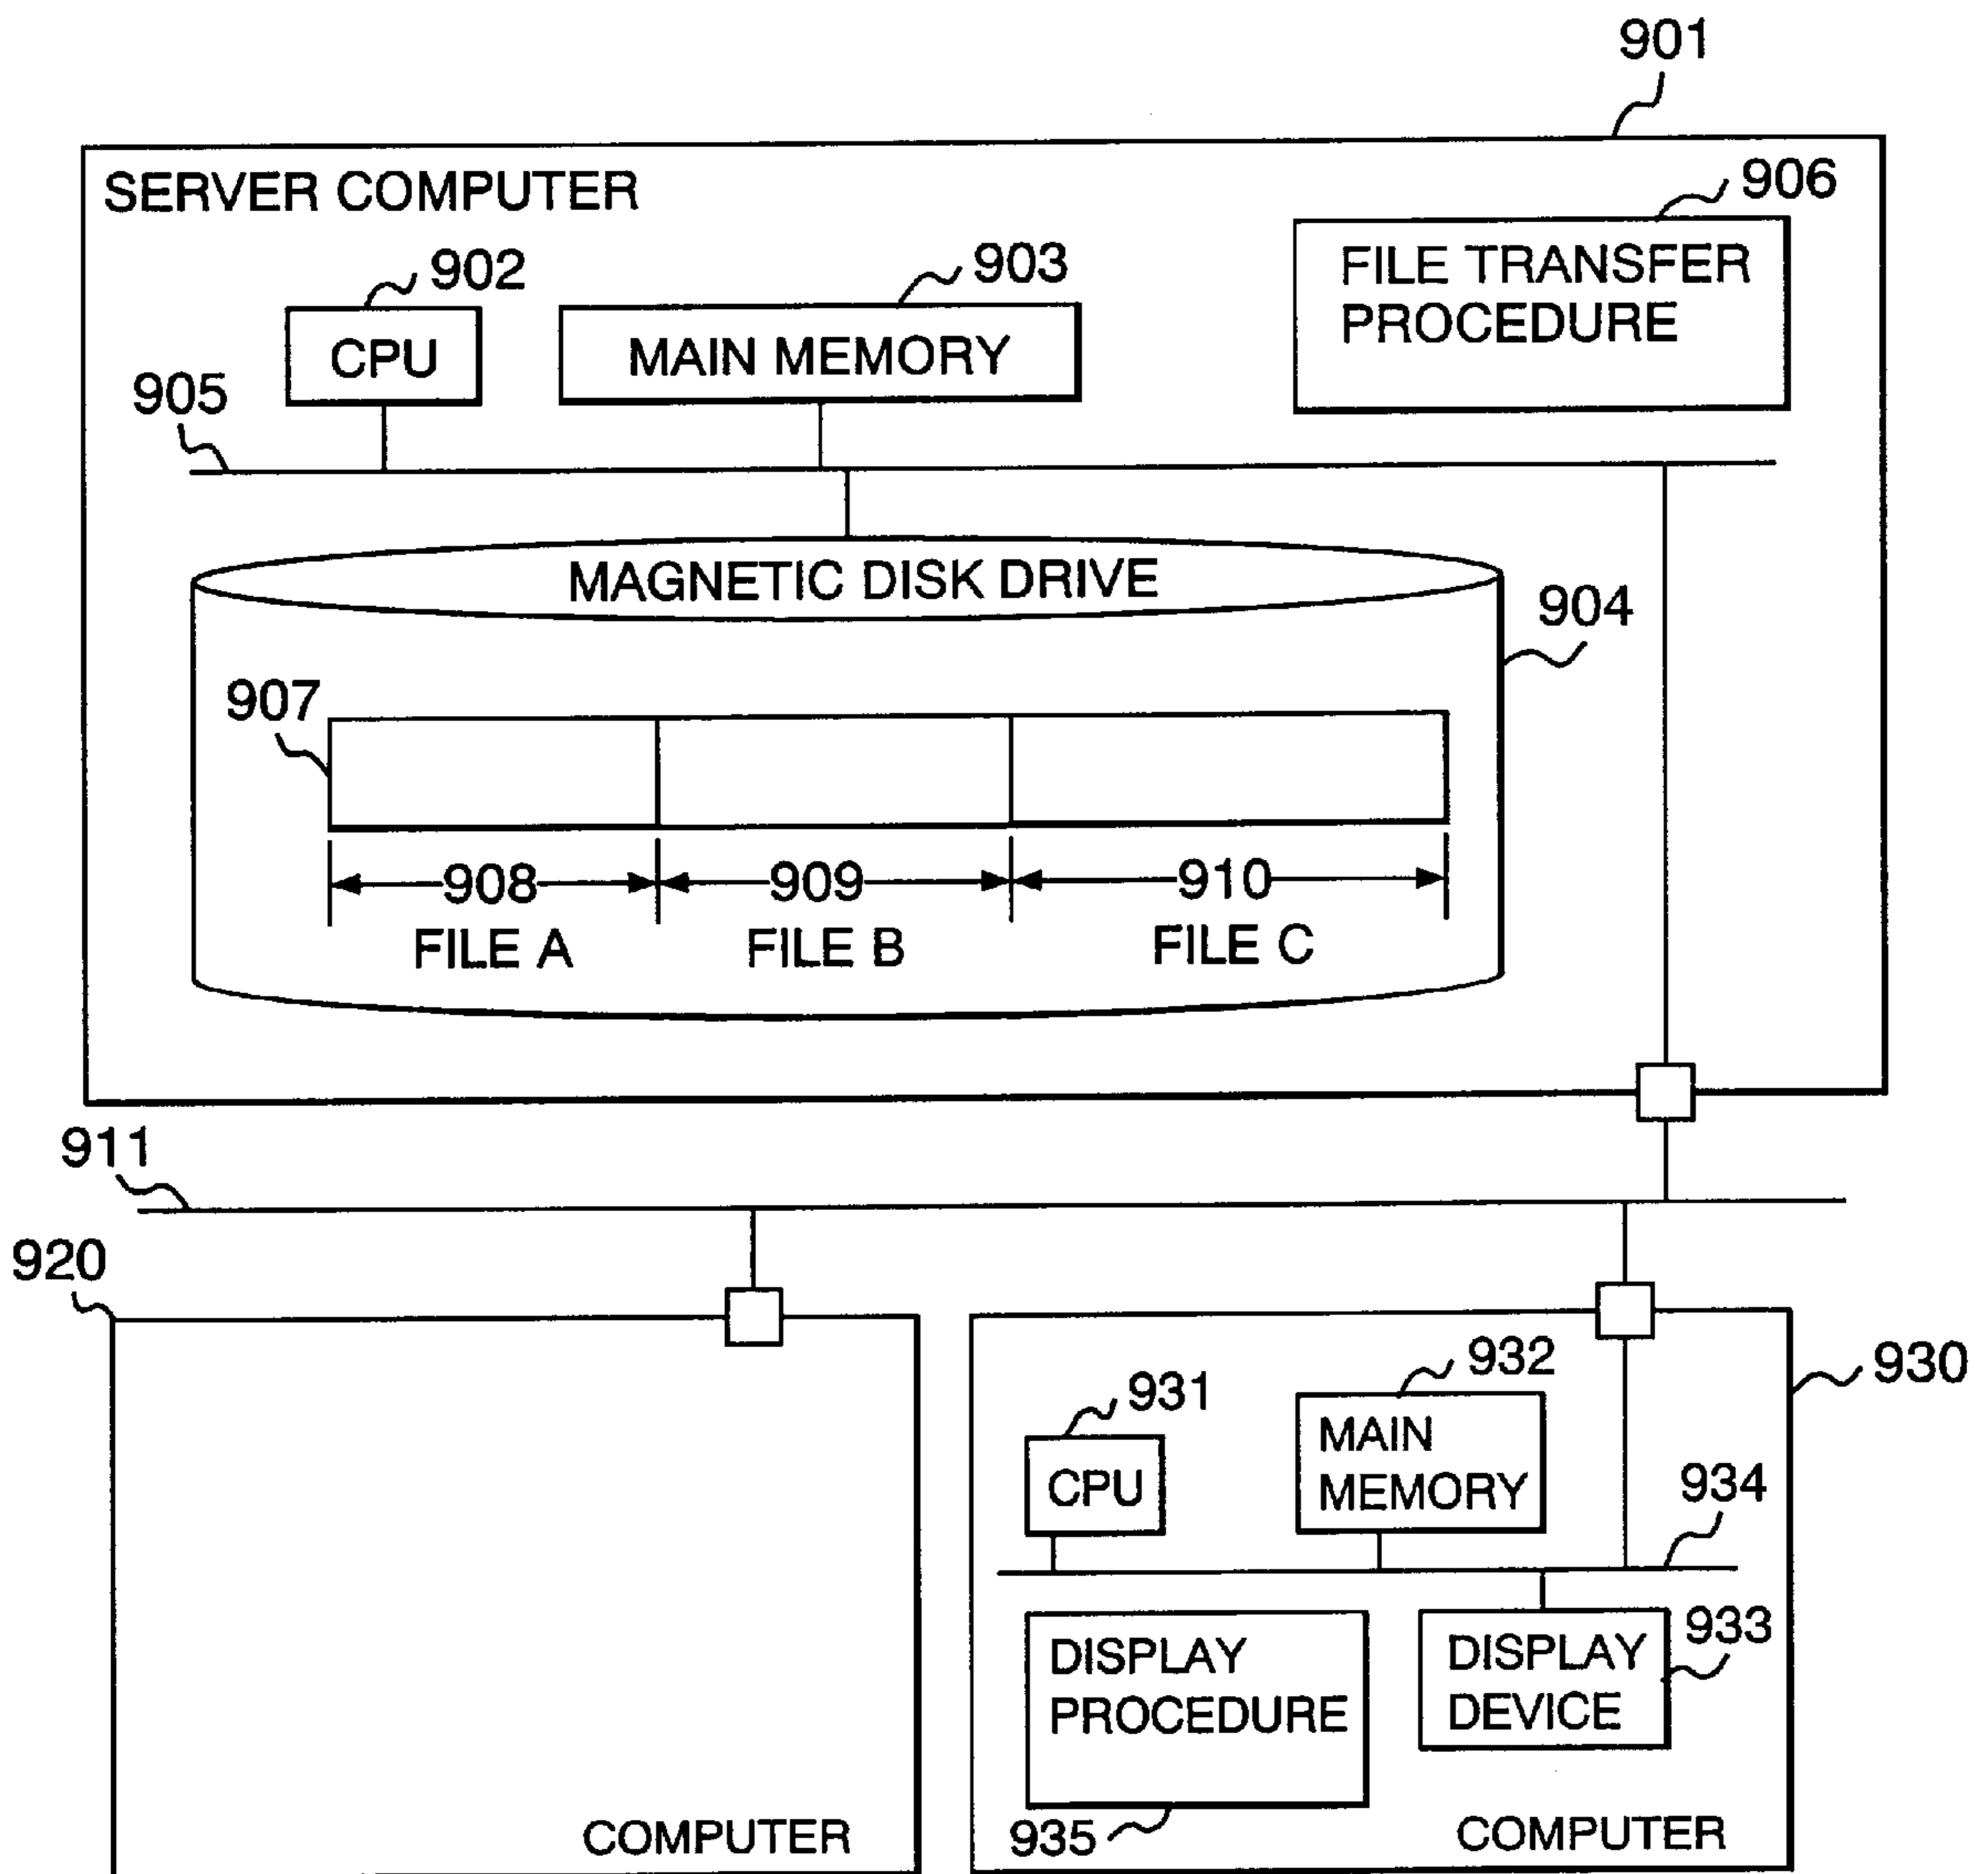 901
SERVER COMPUTER
906
FILE TRANSFER
PROCEDURE
902
CPU
903
MAIN MEMORY
905
MAGNETIC DISK DRIVE
904
907
908
909
910
FILE A
FILE B
FILE C
911
920
COMPUTER
930
931
CPU
932
MAIN
MEMORY
934
DISPLAY
PROCEDURE
935
DISPLAY
DEVICE
933
COMPUTER